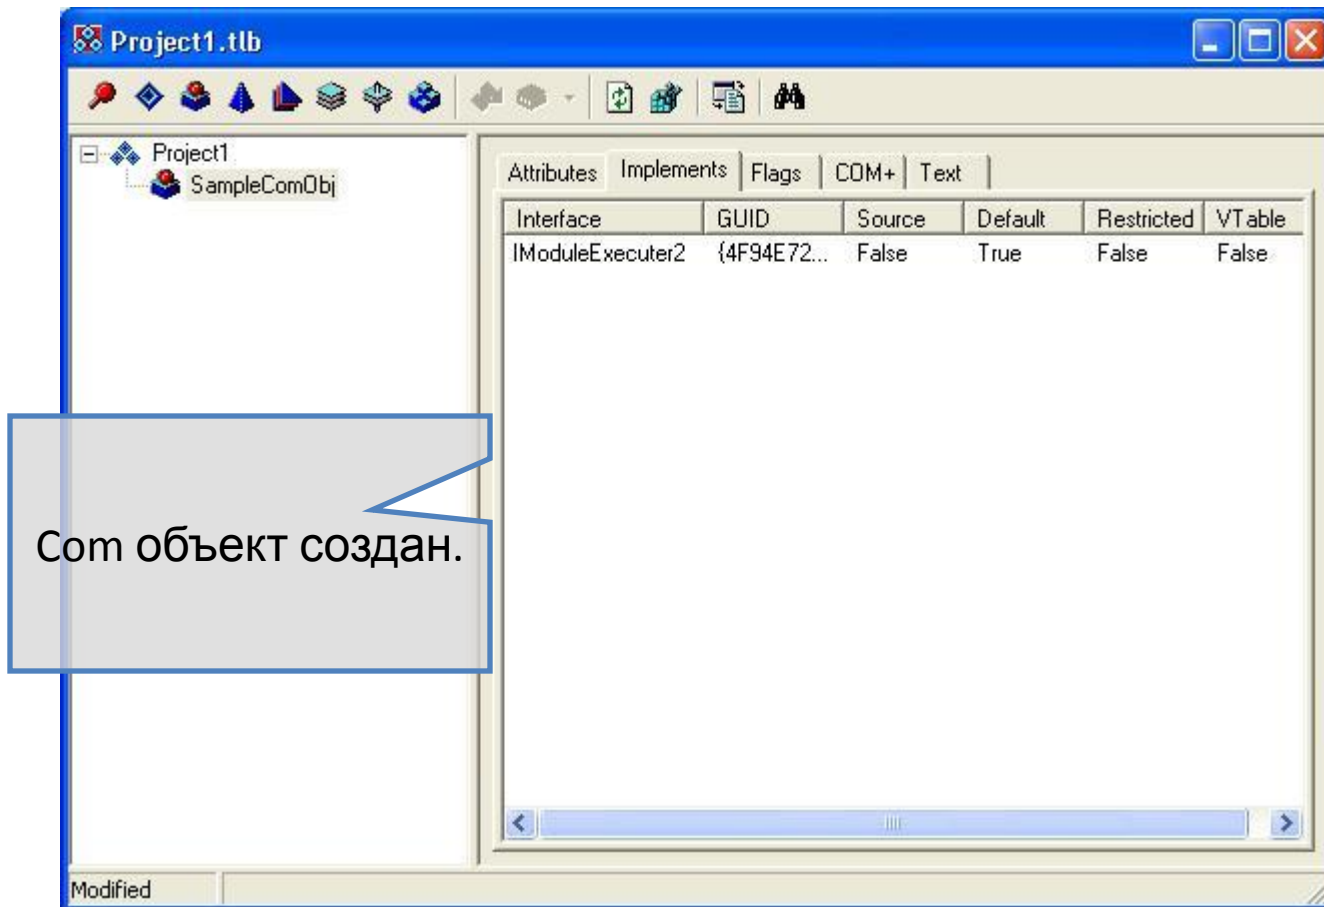 Project1.tlb
Project1
SampleComObj
Attributes Implements Flags COM+ Text
Interface GUID Source Default Restricted VTable
IModuleExecuter2 {4F94E72... False True False False
Com объект создан.
Modified